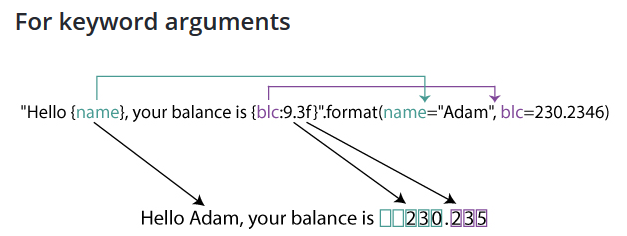 For keyword arguments
"Hello {name}, your balance is {blc:9.3f}".format(name="Adam", blc=230.2346)
Hello Adam, your balance is 230.235